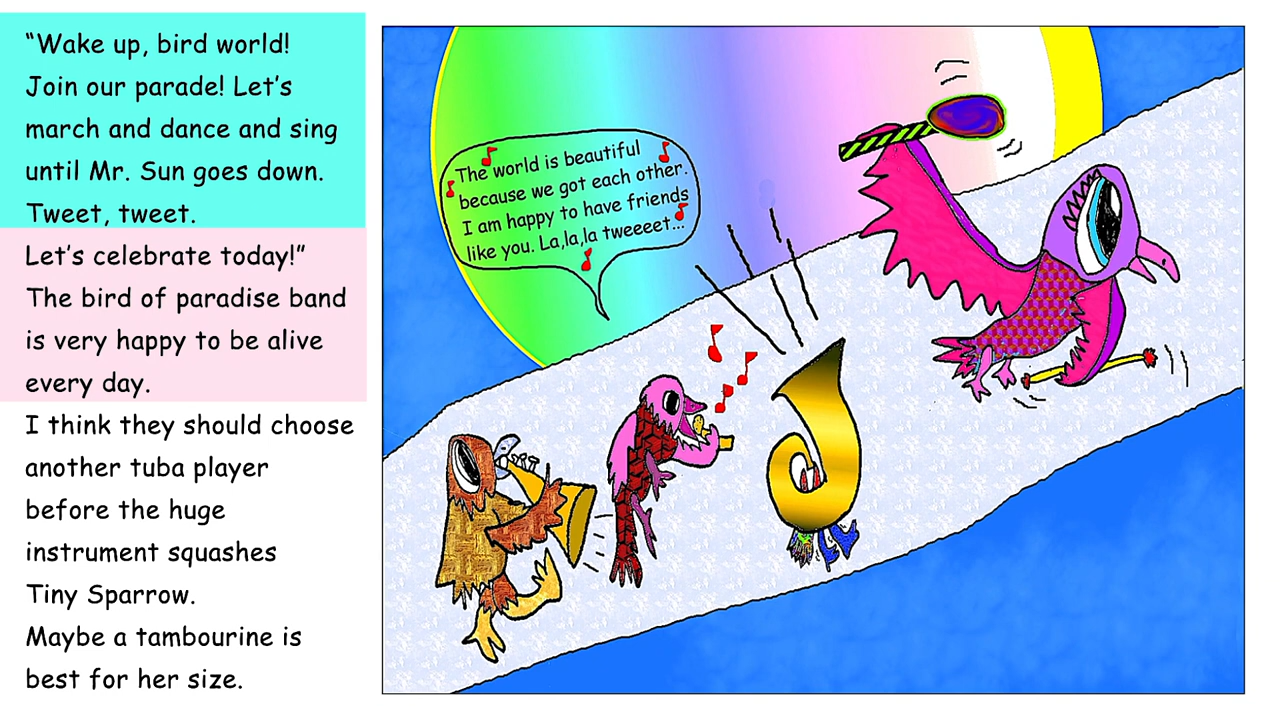 “Wake up, bird world!
Join our parade! Let’s
march and dance and sing
until Mr. Sun goes down.
Tweet, tweet.
Let’s celebrate today!”
The bird of paradise band
is very happy to be alive
every day.
I think they should choose
another tuba player
before the huge
instrument squashes
Tiny Sparrow.
Maybe a tambourine is
best for her size.
The world is beautiful
because we got each other.
I am happy to have friends
like you. La,la,la tweeeet...